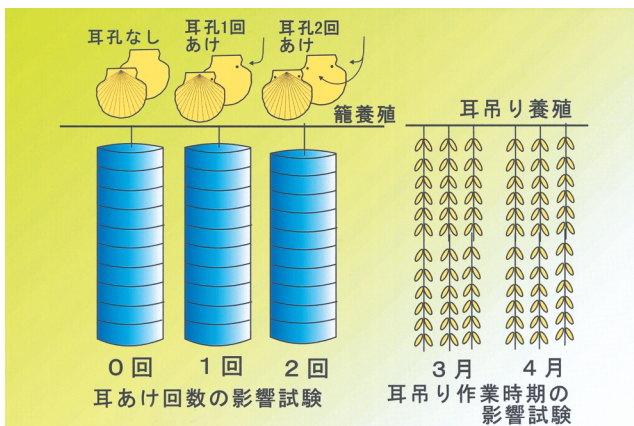 耳孔なし
耳孔1回
あけ
耳孔2回
あけ
籠養殖
耳吊り養殖
0回
1回
2回
3月
4月
耳あけ回数の影響試験
耳吊り作業時期の
影響試験